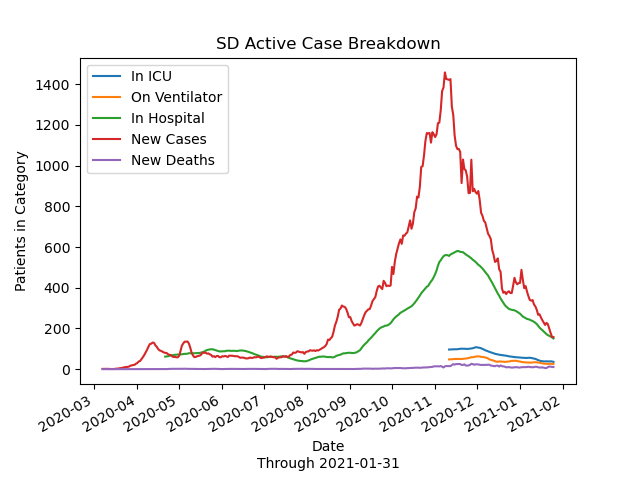 SD Active Case Breakdown
In ICU
On Ventilator
In Hospital
New Cases
New Deaths
Patients in Category
1400
1200
1000
800
600
400
200
0
2020-03
2020-04
2020-05
2020-06
2020-07
2020-08
2020-09
2020-10
2020-11
2020-12
2021-01
2021-02
Date
Through 2021-01-31